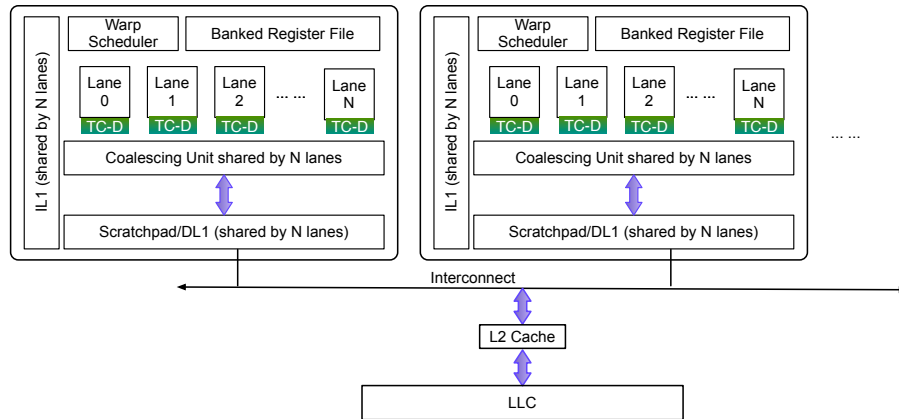 IL1 (shared by N lanes)
Warp
Scheduler
Banked Register File
Lane
0
Lane
1
Lane
2
... ...
Lane
N
TC-D
TC-D
TC-D
TC-D
Coalescing Unit shared by N lanes
Scratchpad/DL1 (shared by N lanes)
IL1 (shared by N lanes)
Warp
Scheduler
Banked Register File
Lane
0
Lane
1
Lane
2
... ...
Lane
N
TC-D
TC-D
TC-D
TC-D
Coalescing Unit shared by N lanes
Scratchpad/DL1 (shared by N lanes)
... ...
Interconnect
L2 Cache
LLC